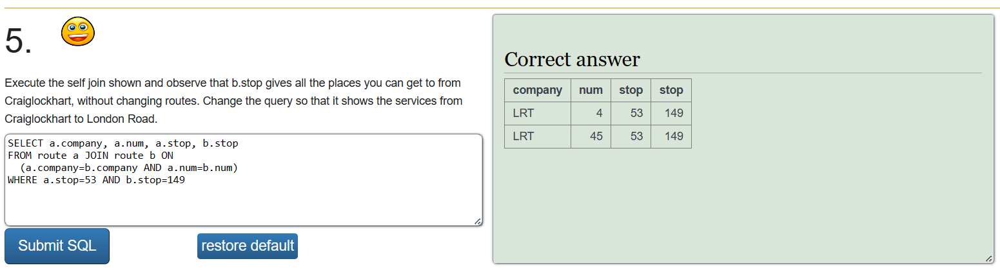 5.
Execute the self join shown and observe that b.stop gives all the places you can get to from
Craiglockhart, without changing routes. Change the query so that it shows the services from
Craiglockhart to London Road.
SELECT a.company, a.num, a.stop, b.stop
FROM route a JOIN route b ON
  (a.company=b.company AND a.num=b.num)
WHERE a.stop=53 AND b.stop=149
Submit SQL
restore default
Correct answer
company num stop stop
LRT 4 53 149
LRT 45 53 149